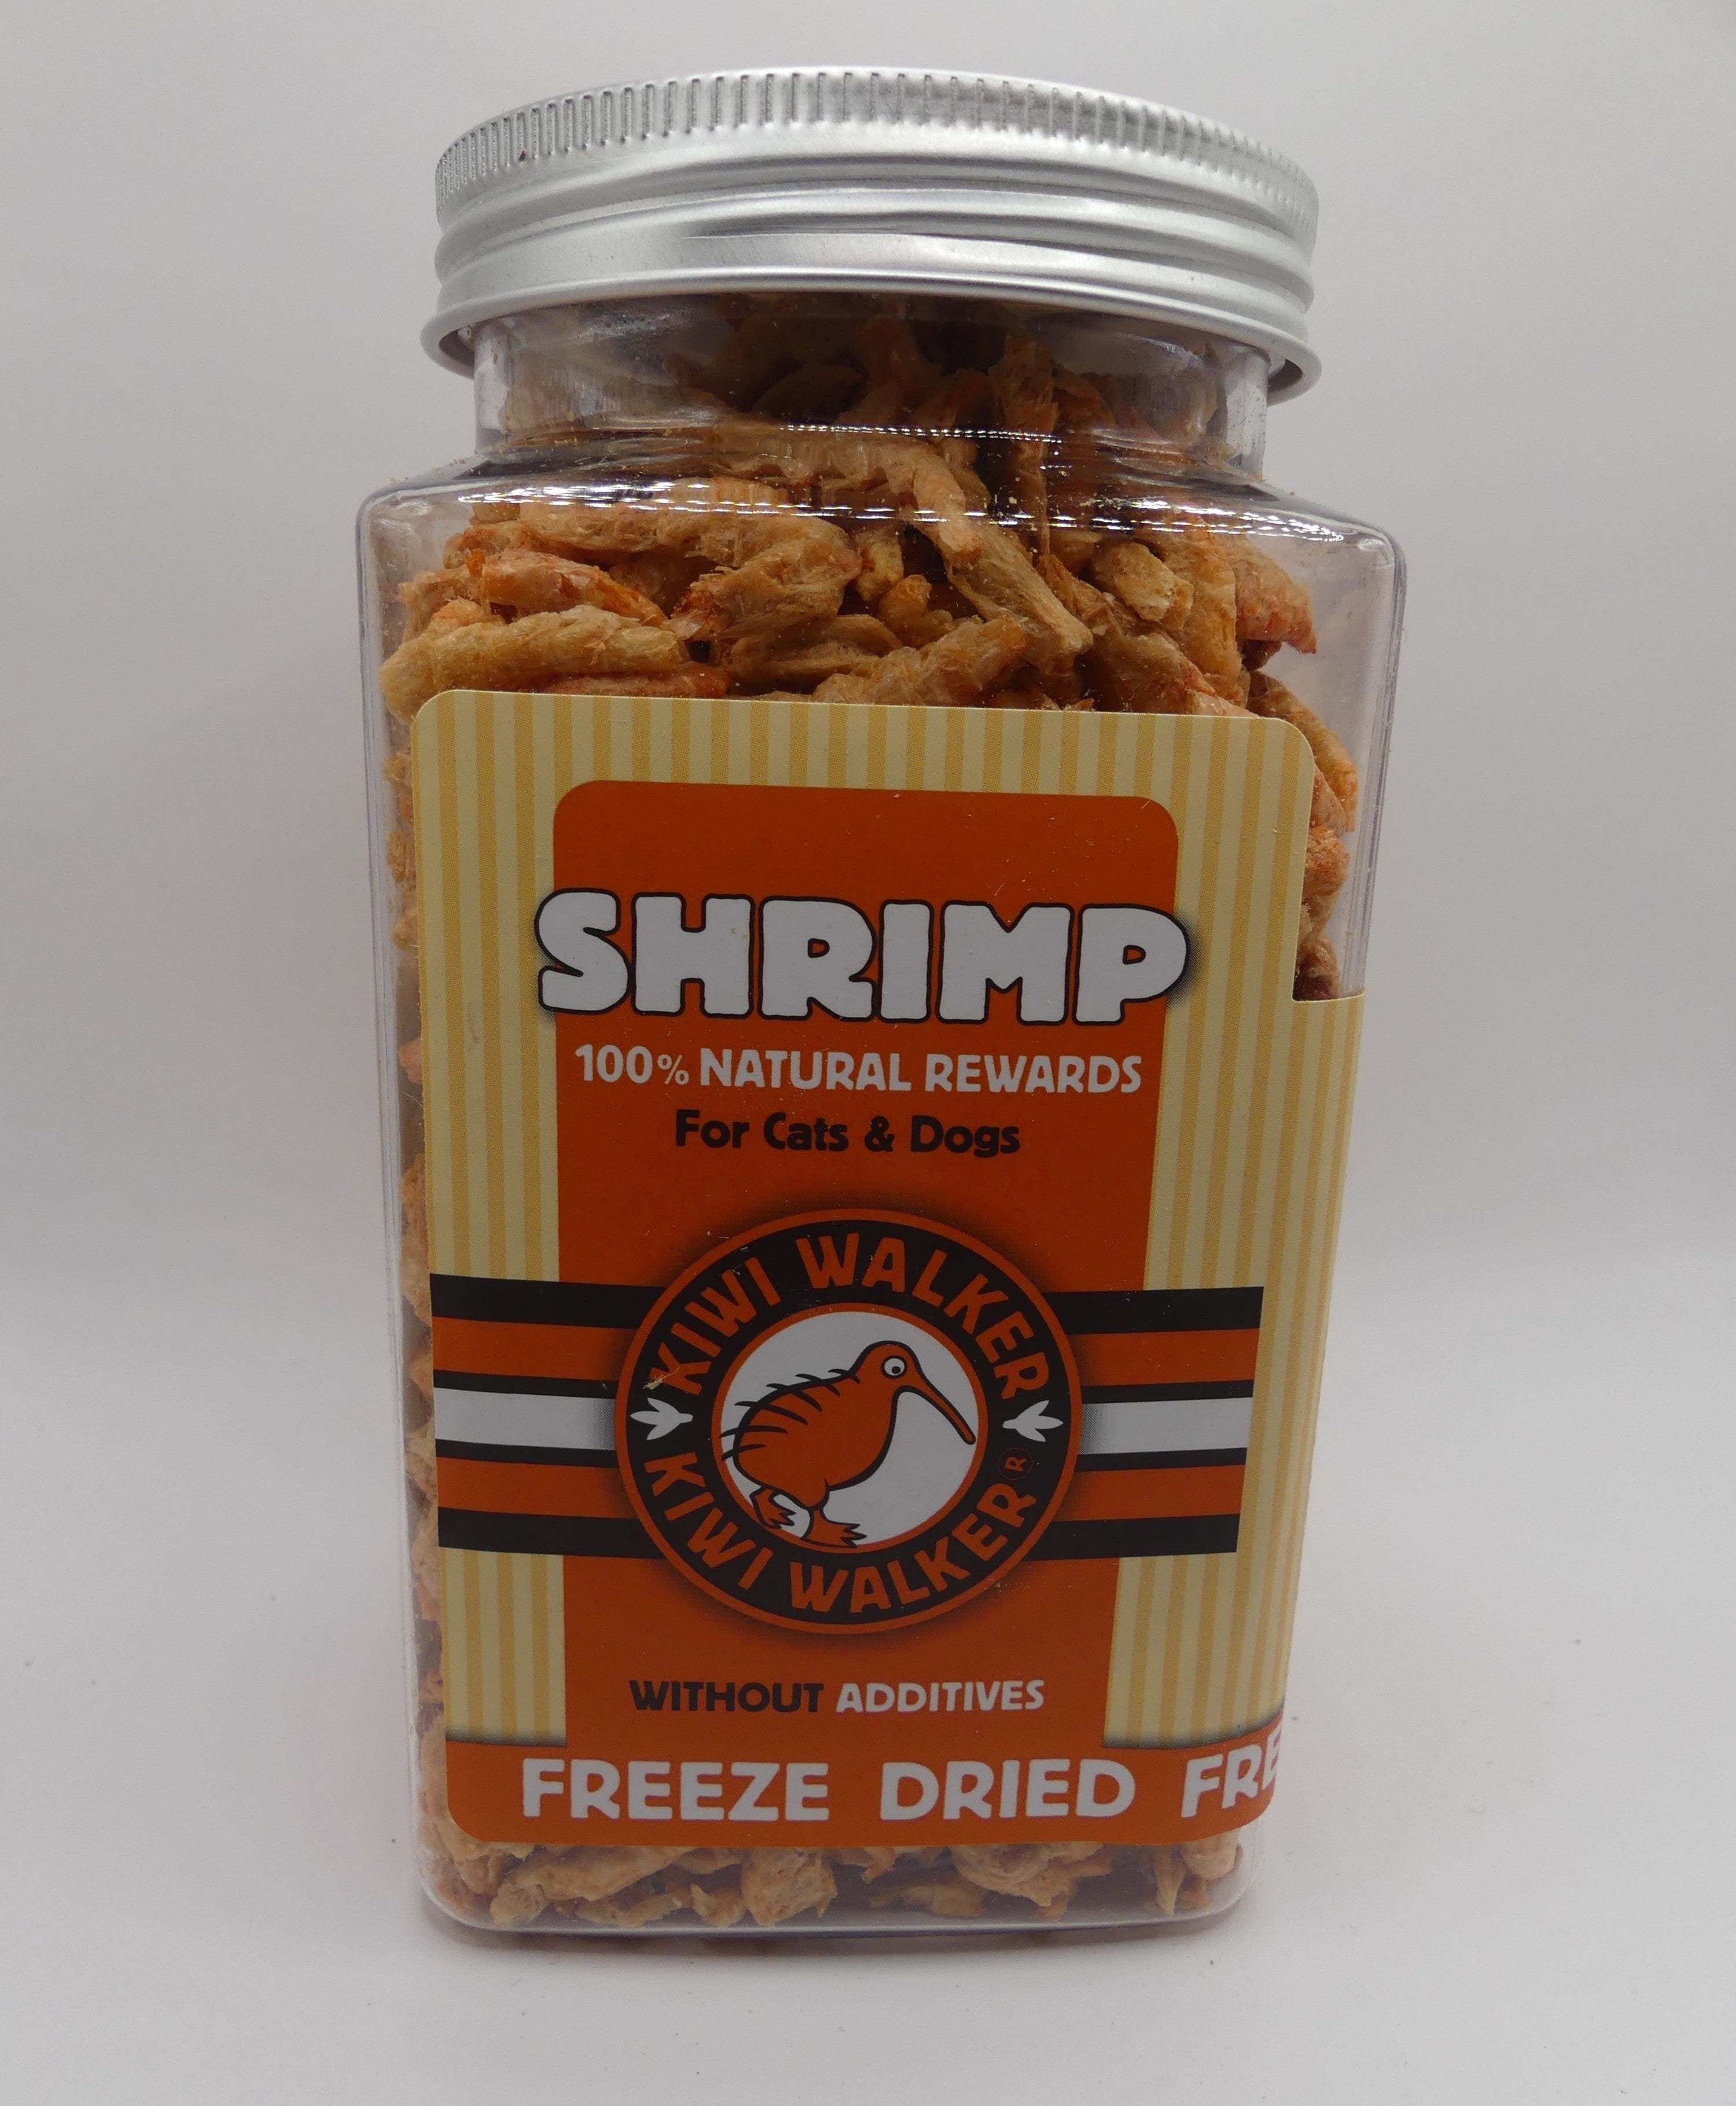 SHRIMP
100% NATURAL REWARDS
For Cats & Dogs
KIWI WALKER
KIWI WALKER®
WITHOUT ADDITIVES
FREEZE DRIED FRE